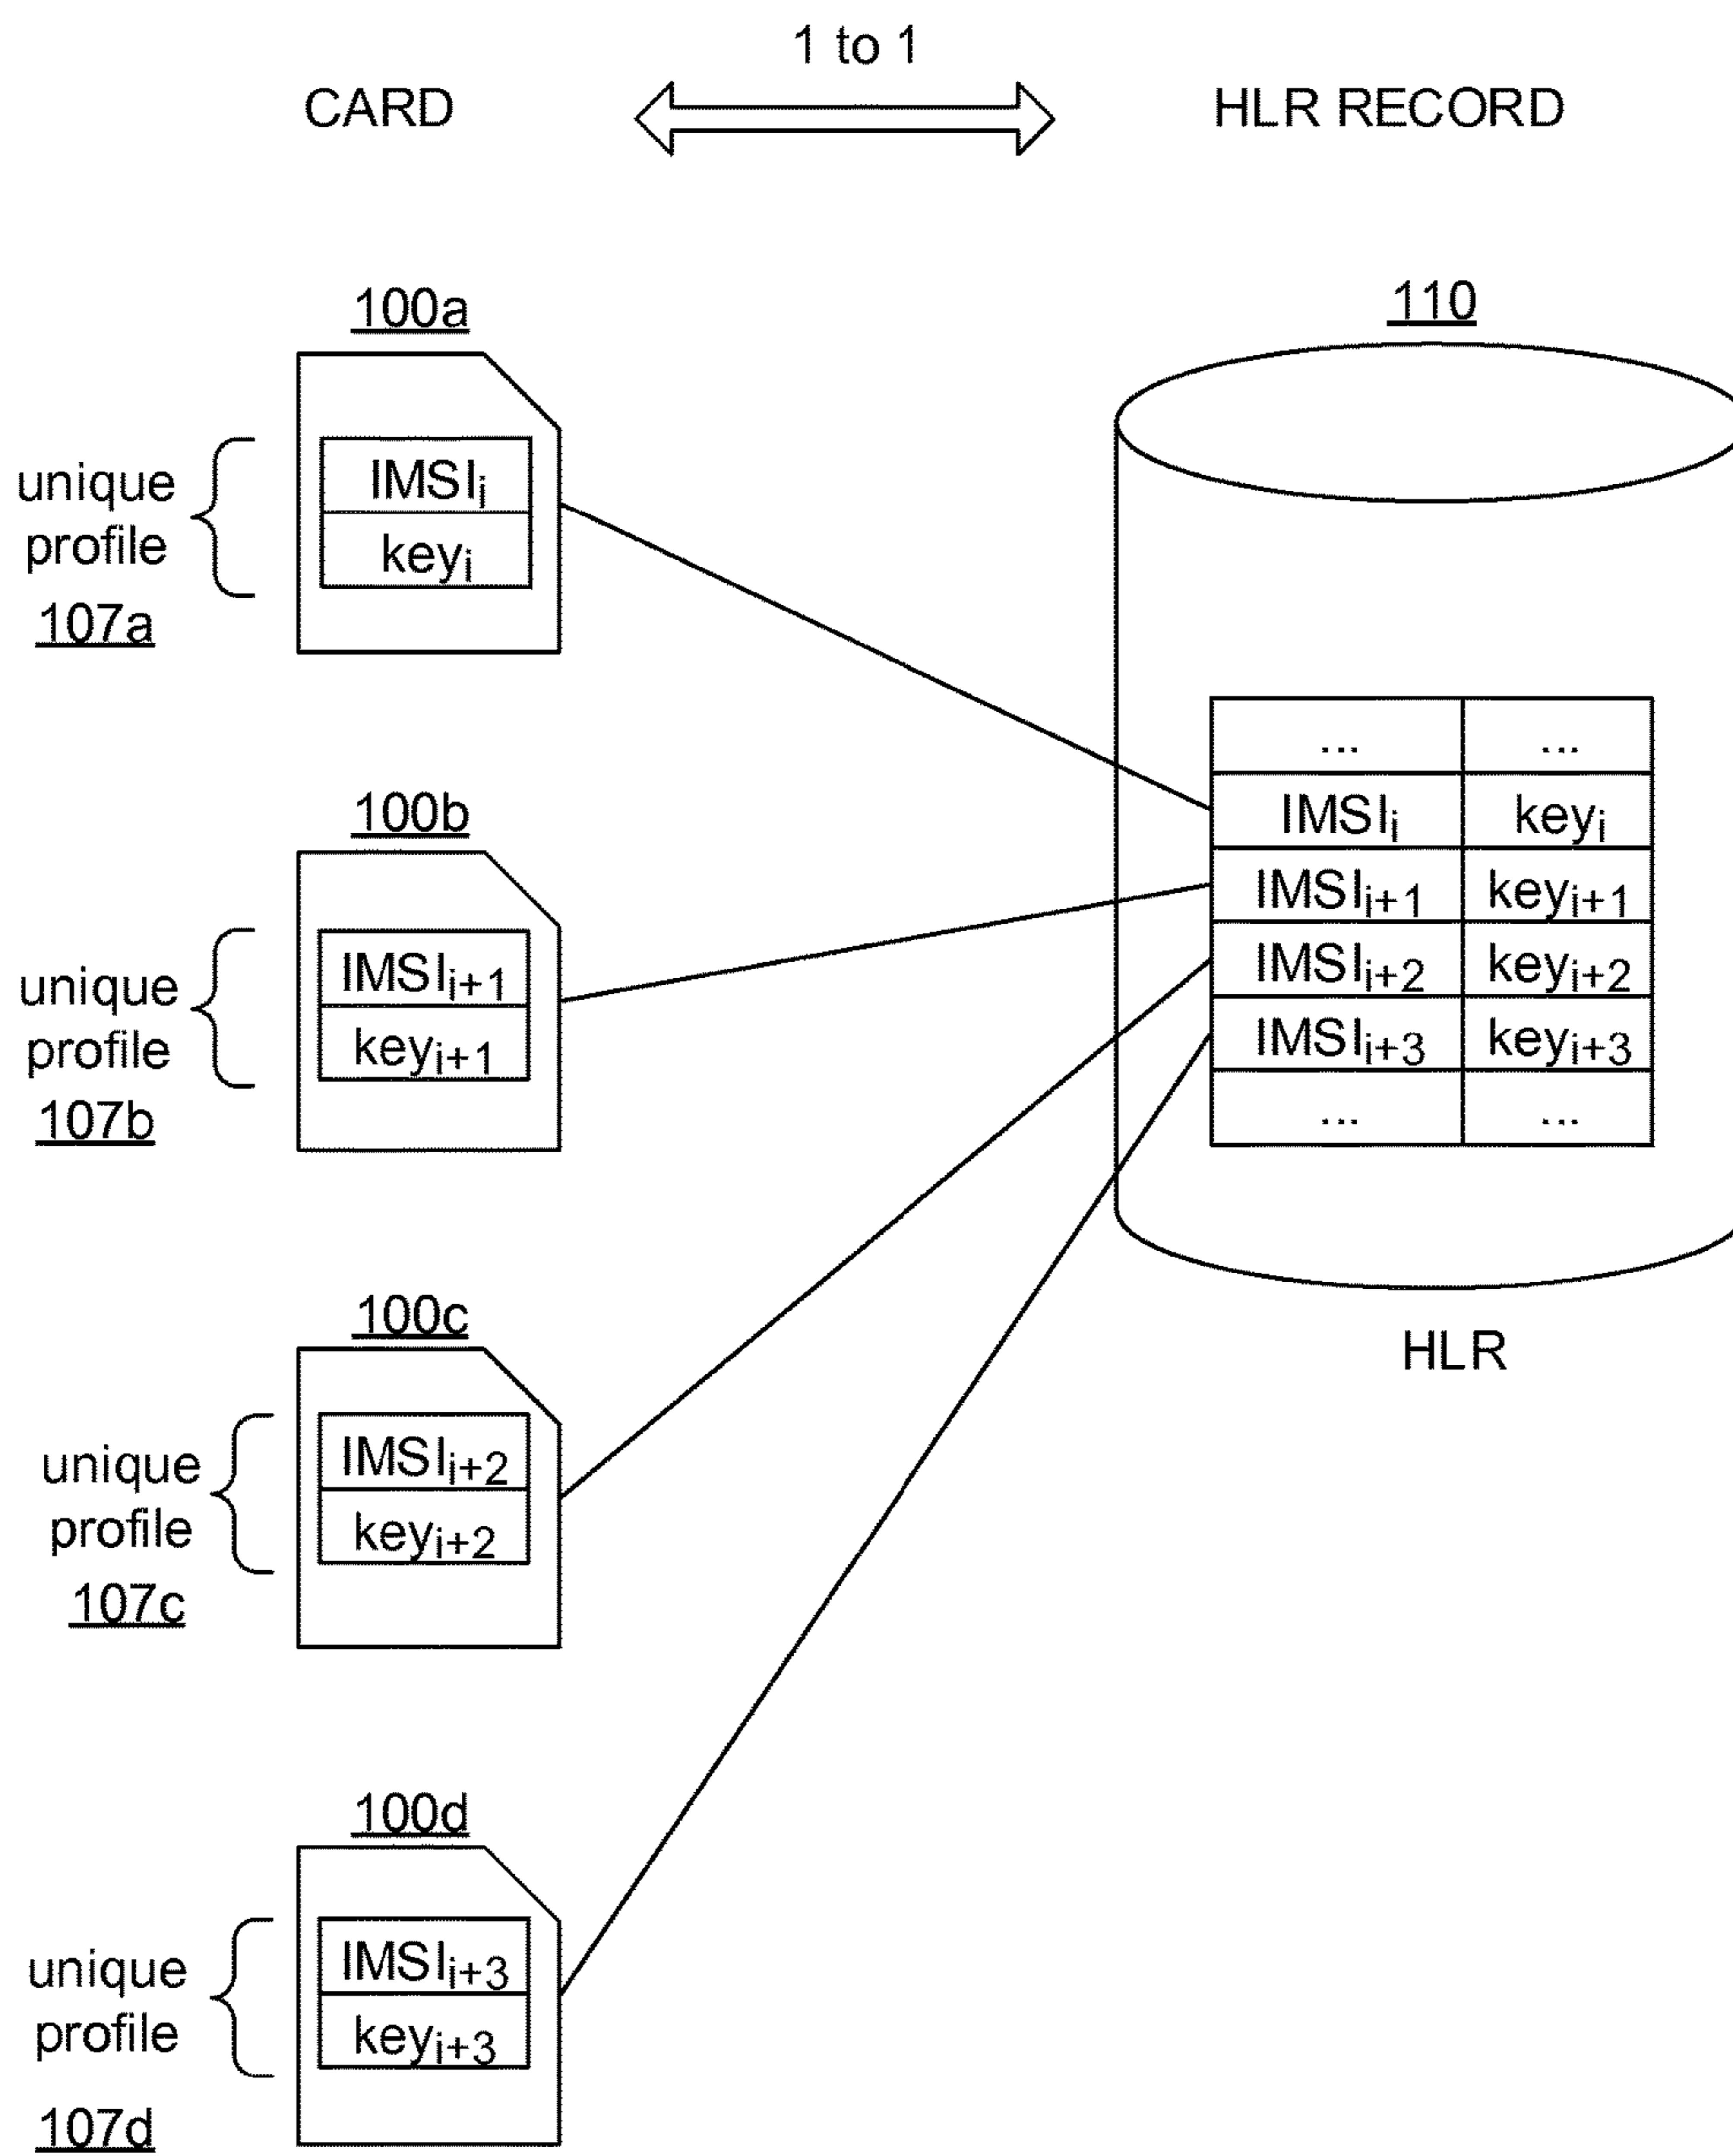 1 to 1
CARD
HLR RECORD
100a
unique
profile
107a
IMSIᵢ
keyᵢ
100b
unique
profile
107b
IMSIᵢ₊₁
keyᵢ₊₁
100c
unique
profile
107c
IMSIᵢ₊₂
keyᵢ₊₂
100d
unique
profile
107d
IMSIᵢ₊₃
keyᵢ₊₃
110
... ...
IMSIᵢ keyᵢ
IMSIᵢ₊₁ keyᵢ₊₁
IMSIᵢ₊₂ keyᵢ₊₂
IMSIᵢ₊₃ keyᵢ₊₃
... ...
HLR